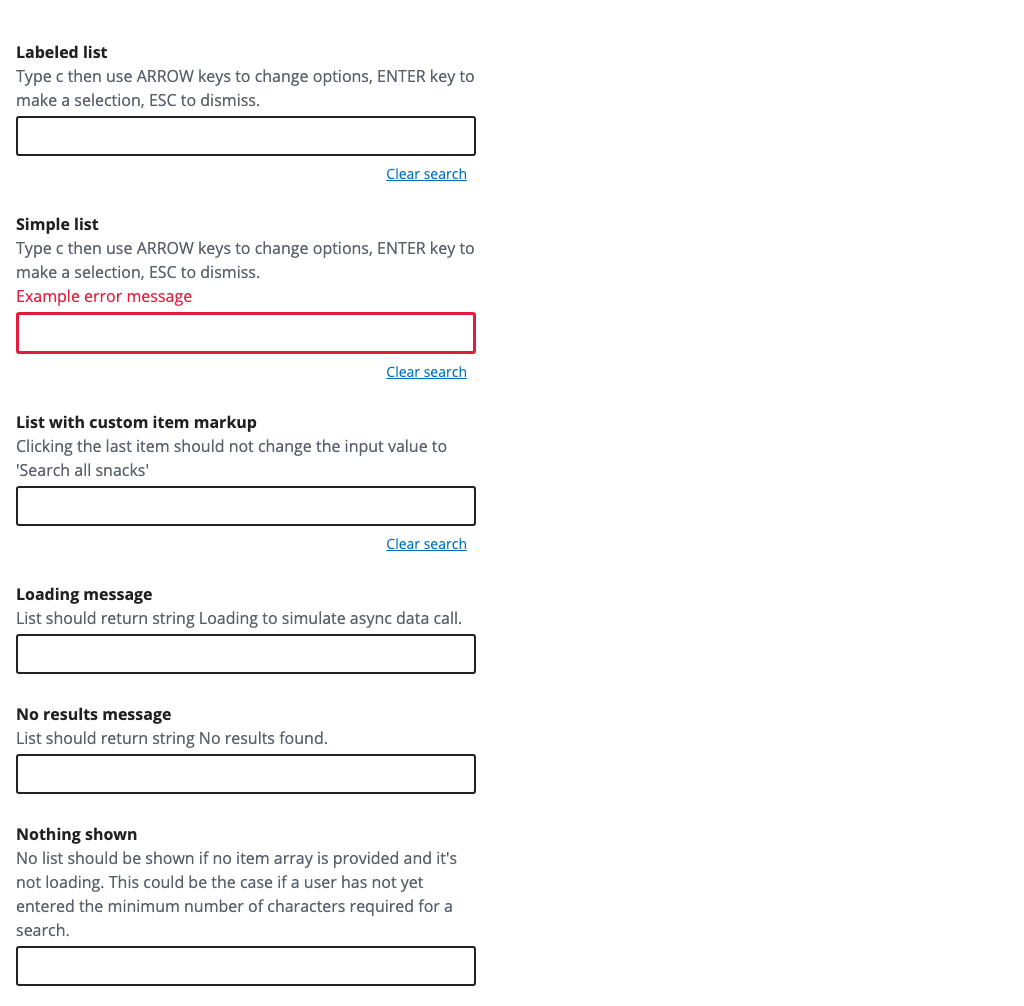 Labeled list
Type c then use ARROW keys to change options, ENTER key to
make a selection, ESC to dismiss.
Clear search
Simple list
Type c then use ARROW keys to change options, ENTER key to
make a selection, ESC to dismiss.
Example error message
Clear search
List with custom item markup
Clicking the last item should not change the input value to
'Search all snacks'
Clear search
Loading message
List should return string Loading to simulate async data call.
No results message
List should return string No results found.
Nothing shown
No list should be shown if no item array is provided and it's
not loading. This could be the case if a user has not yet
entered the minimum number of characters required for a
search.